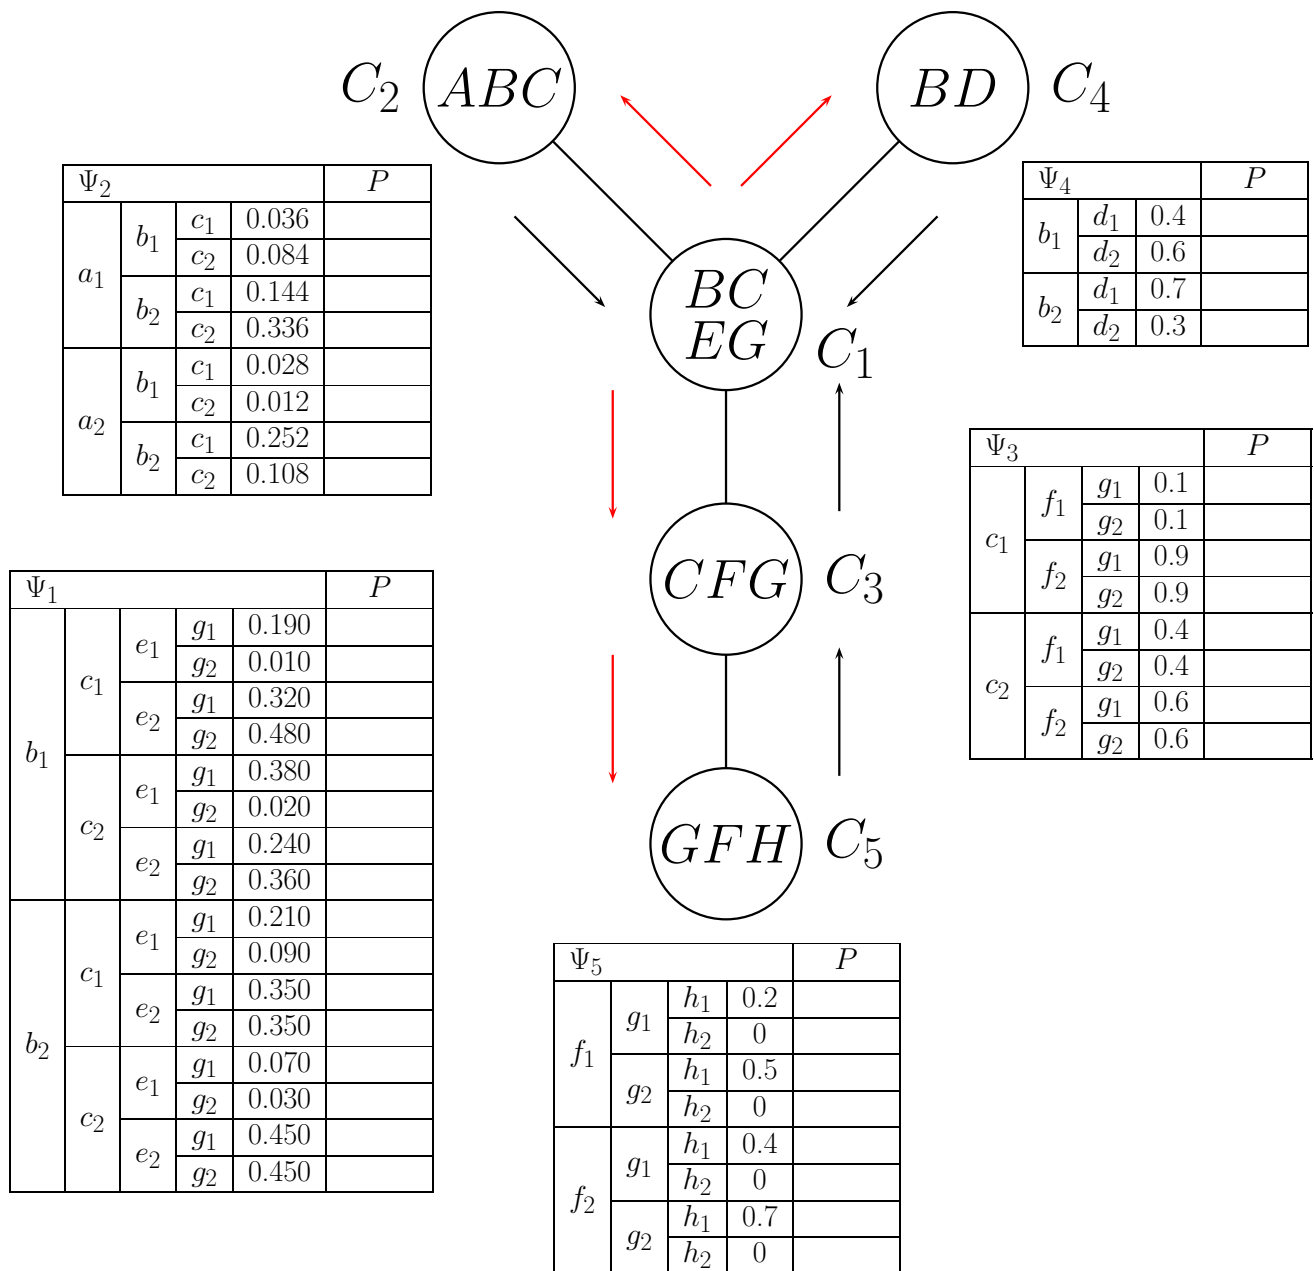 C₂ ABC BD C₄
Ψ₂ P
a₁ b₁ c₁ 0.036
c₂ 0.084
b₂ c₁ 0.144
c₂ 0.336
a₂ b₁ c₁ 0.028
c₂ 0.012
b₂ c₁ 0.252
c₂ 0.108
Ψ₄ P
b₁ d₁ 0.4
d₂ 0.6
b₂ d₁ 0.7
d₂ 0.3
BC
EG
C₁
Ψ₃ P
c₁ f₁ g₁ 0.1
g₂ 0.1
f₂ g₁ 0.9
g₂ 0.9
c₂ f₁ g₁ 0.4
g₂ 0.4
f₂ g₁ 0.6
g₂ 0.6
CFG C₃
Ψ₁ P
b₁ c₁ e₁ g₁ 0.190
g₂ 0.010
e₂ g₁ 0.320
g₂ 0.480
c₂ e₁ g₁ 0.380
g₂ 0.020
e₂ g₁ 0.240
g₂ 0.360
b₂ c₁ e₁ g₁ 0.210
g₂ 0.090
e₂ g₁ 0.350
g₂ 0.350
c₂ e₁ g₁ 0.070
g₂ 0.030
e₂ g₁ 0.450
g₂ 0.450
GFH C₅
Ψ₅ P
f₁ g₁ h₁ 0.2
h₂ 0
g₂ h₁ 0.5
h₂ 0
f₂ g₁ h₁ 0.4
h₂ 0
g₂ h₁ 0.7
h₂ 0